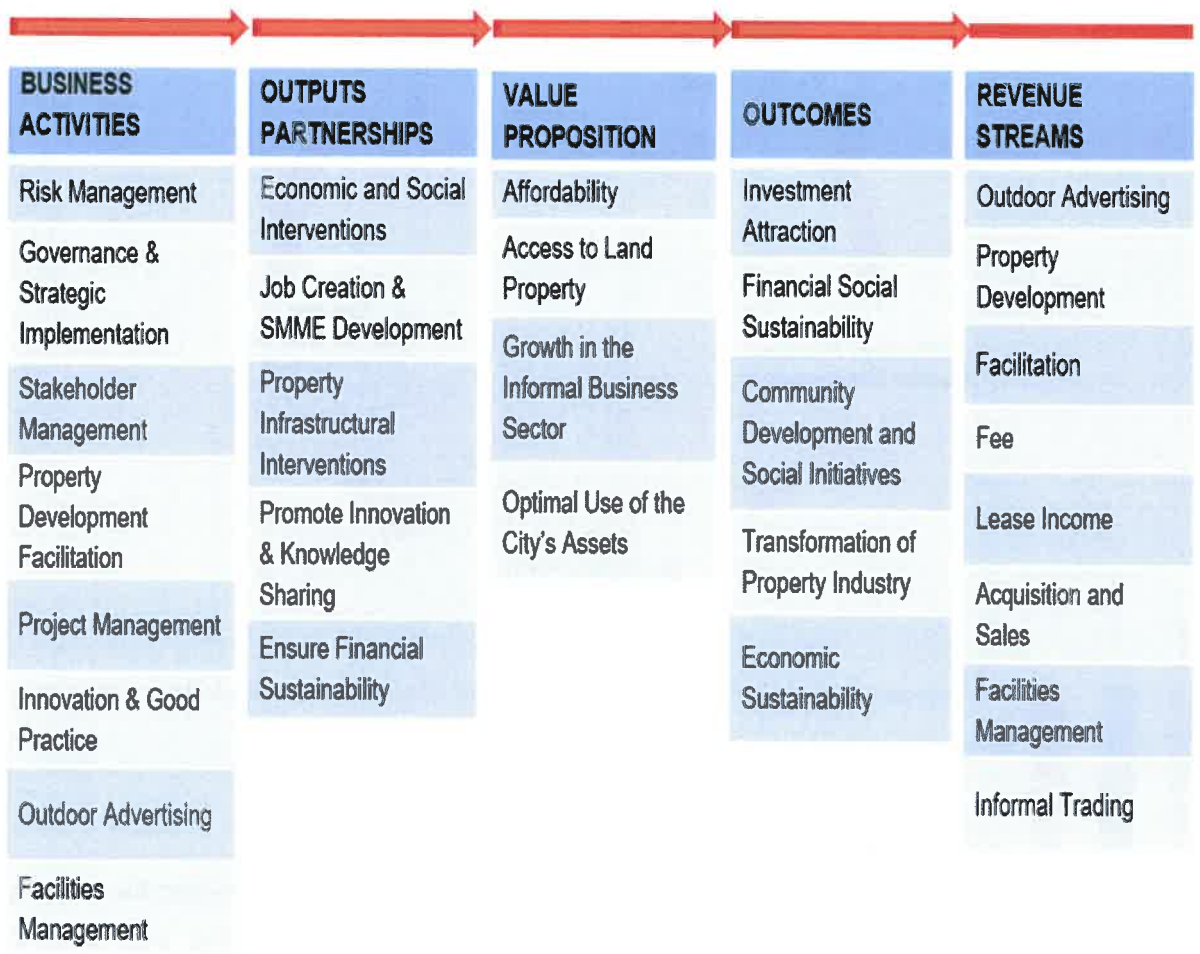 BUSINESS
ACTIVITIES
Risk Management
Governance &
Strategic
Implementation
Stakeholder
Management
Property
Development
Facilitation
Project Management
Innovation & Good
Practice
Outdoor Advertising
Facilities
Management
OUTPUTS
PARTNERSHIPS
Economic and Social
Interventions
Job Creation &
SMME Development
Property
Infrastructural
Interventions
Promote Innovation
& Knowledge
Sharing
Ensure Financial
Sustainability
VALUE
PROPOSITION
Affordability
Access to Land
Property
Growth in the
Informal Business
Sector
Optimal Use of the
City's Assets
OUTCOMES
Investment
Attraction
Financial Social
Sustainability
Community
Development and
Social Initiatives
Transformation of
Property Industry
Economic
Sustainability
REVENUE
STREAMS
Outdoor Advertising
Property
Development
Facilitation
Fee
Lease Income
Acquisition and
Sales
Facilities
Management
Informal Trading